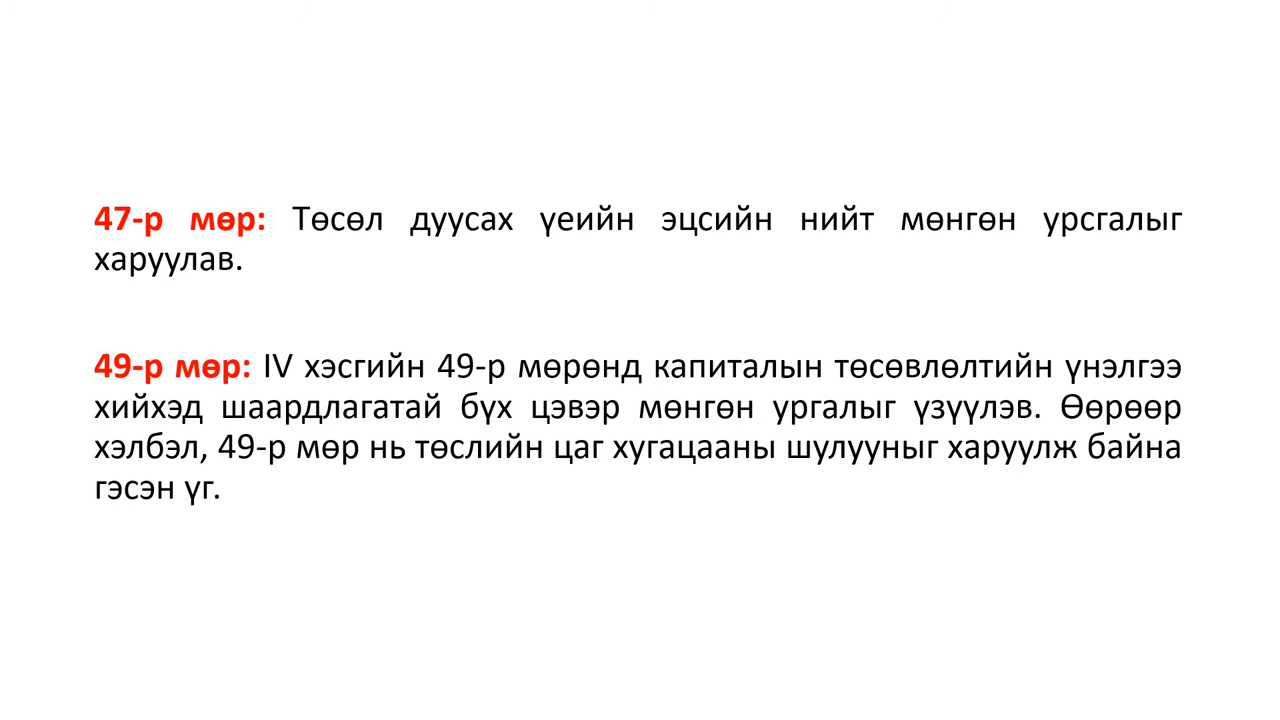 47-р мөр: Төсөл дуусах үеийн эцсийн нийт мөнгөн урсгалыг
харуулав.
49-р мөр: IV хэсгийн 49-р мөрөнд капиталын төсөвлөлтийн үнэлгээ
хийхэд шаардлагатай бүх цэвэр мөнгөн ургалыг үзүүлэв. Өөрөөр
хэлбэл, 49-р мөр нь төслийн цаг хугацааны шулууныг харуулж байна
гэсэн үг.